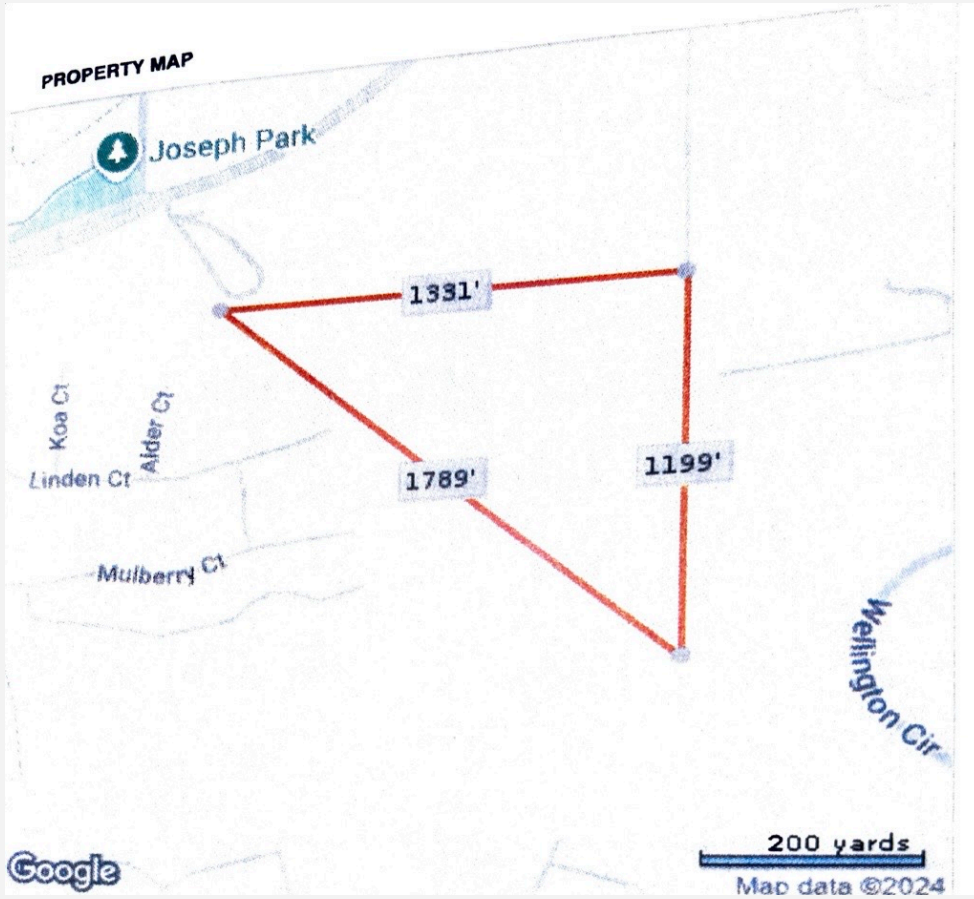 PROPERTY MAP
Joseph Park
1331'
Koa Ct
Alder Ct
Linden Ct
1789'
1199'
Mulberry Ct
Wellington Cir
200 yards
Google
Map data ©2024